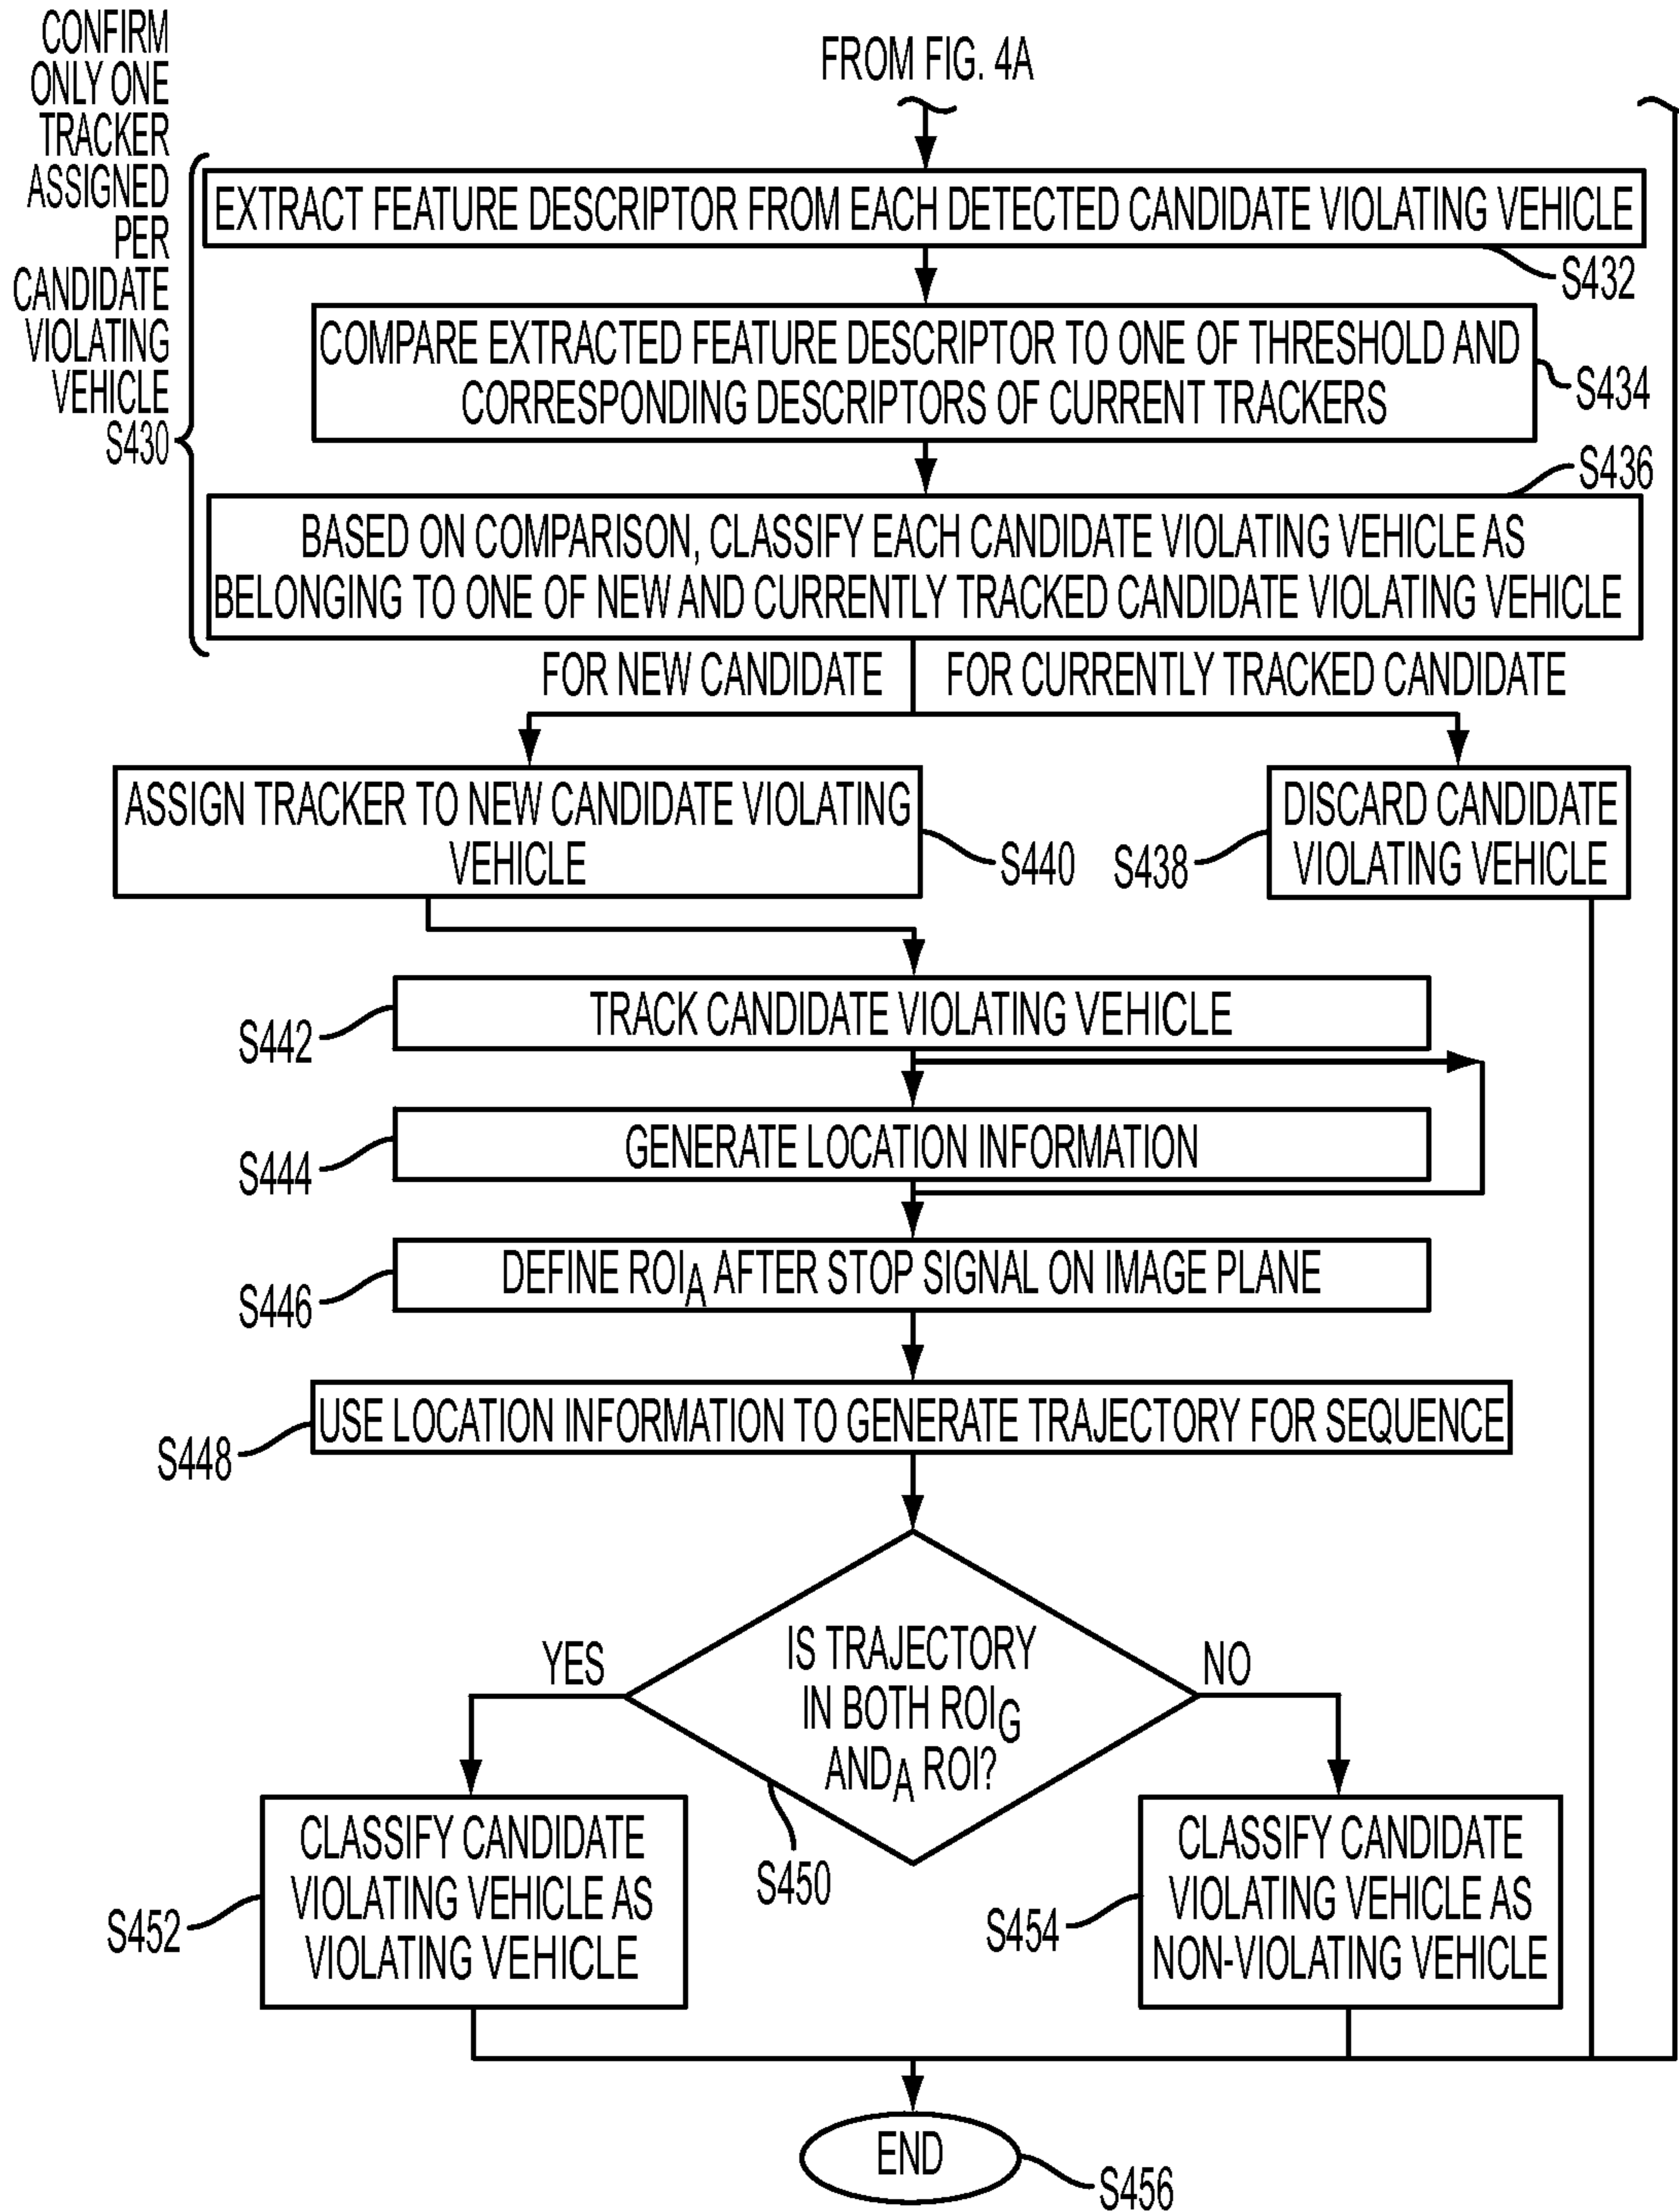 CONFIRM
ONLY ONE
TRACKER
ASSIGNED
PER
CANDIDATE
VIOLATING
VEHICLE
S430
FROM FIG. 4A
EXTRACT FEATURE DESCRIPTOR FROM EACH DETECTED CANDIDATE VIOLATING VEHICLE
S432
COMPARE EXTRACTED FEATURE DESCRIPTOR TO ONE OF THRESHOLD AND
CORRESPONDING DESCRIPTORS OF CURRENT TRACKERS
S434
S436
BASED ON COMPARISON, CLASSIFY EACH CANDIDATE VIOLATING VEHICLE AS
BELONGING TO ONE OF NEW AND CURRENTLY TRACKED CANDIDATE VIOLATING VEHICLE
FOR NEW CANDIDATE
FOR CURRENTLY TRACKED CANDIDATE
ASSIGN TRACKER TO NEW CANDIDATE VIOLATING
VEHICLE
S440
S438
DISCARD CANDIDATE
VIOLATING VEHICLE
TRACK CANDIDATE VIOLATING VEHICLE
S442
GENERATE LOCATION INFORMATION
S444
DEFINE ROIA AFTER STOP SIGNAL ON IMAGE PLANE
S446
USE LOCATION INFORMATION TO GENERATE TRAJECTORY FOR SEQUENCE
S448
IS TRAJECTORY
IN BOTH ROIG
ANDA ROI?
YES
NO
S450
CLASSIFY CANDIDATE
VIOLATING VEHICLE AS
VIOLATING VEHICLE
S452
CLASSIFY CANDIDATE
VIOLATING VEHICLE AS
NON-VIOLATING VEHICLE
S454
END
S456